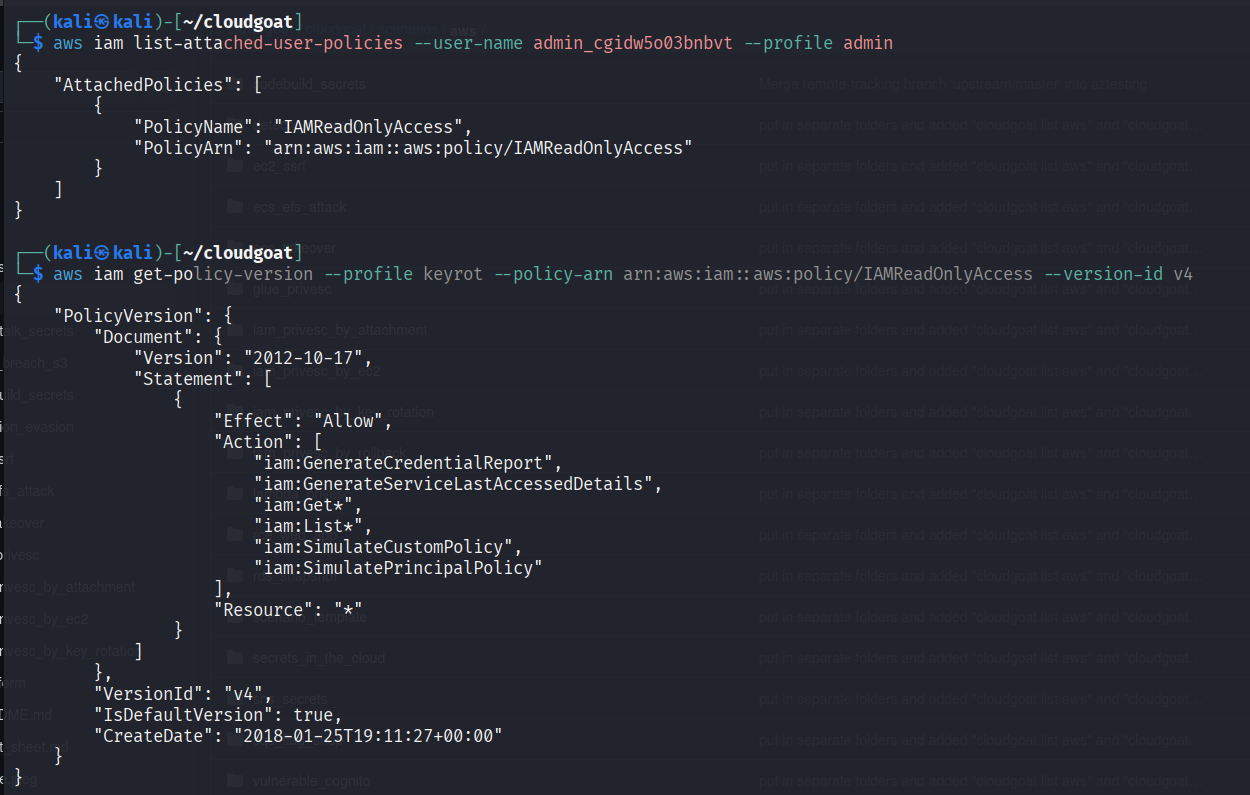 ┌──(kali㉿kali)-[~/cloudgoat]
└─$ aws iam list-attached-user-policies --user-name admin_cgidw5o03bnbvt --profile admin
{
    "AttachedPolicies": [
        {
            "PolicyName": "IAMReadOnlyAccess",
            "PolicyArn": "arn:aws:iam::aws:policy/IAMReadOnlyAccess"
        }
    ]
}
┌──(kali㉿kali)-[~/cloudgoat]
└─$ aws iam get-policy-version --profile keyrot --policy-arn arn:aws:iam::aws:policy/IAMReadOnlyAccess --version-id v4
{
    "PolicyVersion": {
        "Document": {
            "Version": "2012-10-17",
            "Statement": [
                {
                    "Effect": "Allow",
                    "Action": [
                        "iam:GenerateCredentialReport",
                        "iam:GenerateServiceLastAccessedDetails",
                        "iam:Get*",
                        "iam:List*",
                        "iam:SimulateCustomPolicy",
                        "iam:SimulatePrincipalPolicy"
                    ],
                    "Resource": "*"
                }
            ]
        },
        "VersionId": "v4",
        "IsDefaultVersion": true,
        "CreateDate": "2018-01-25T19:11:27+00:00"
    }
}